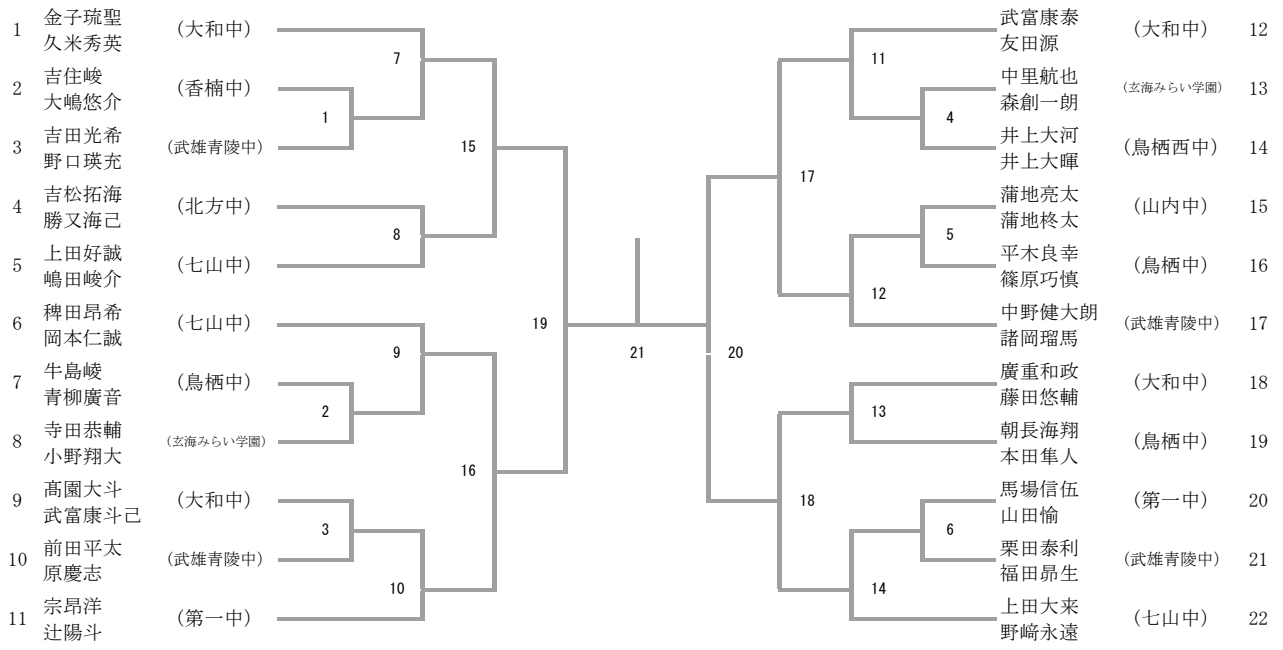 1 金子琉聖 (大和中)
久米秀英
2 吉住峻 (香楠中)
大嶋悠介
3 吉田光希 (武雄青陵中)
野口瑛充
4 吉松拓海 (北方中)
勝又海己
5 上田好誠 (七山中)
嶋田峻介
6 稗田昂希 (七山中)
岡本仁誠
7 牛島崚 (鳥栖中)
青柳廣音
8 寺田恭輔 (玄海みらい学園)
小野翔大
9 髙園大斗 (大和中)
武富康斗己
10 前田平太 (武雄青陵中)
原慶志
11 宗昂洋 (第一中)
辻陽斗
7
1
15
8
19
9
2
16
3
10
21
20
11
4
17
5
12
13
18
6
14
武富康泰 (大和中) 12
友田源
中里航也 (玄海みらい学園) 13
森創一朗
井上大河 (鳥栖西中) 14
井上大暉
蒲地亮太 (山内中) 15
蒲地柊太
平木良幸 (鳥栖中) 16
篠原巧慎
中野健大朗 (武雄青陵中) 17
諸岡瑠馬
廣重和政 (大和中) 18
藤田悠輔
朝長海翔 (鳥栖中) 19
本田隼人
馬場信伍 (第一中) 20
山田愉
栗田泰利 (武雄青陵中) 21
福田昴生
上田大来 (七山中) 22
野﨑永遠